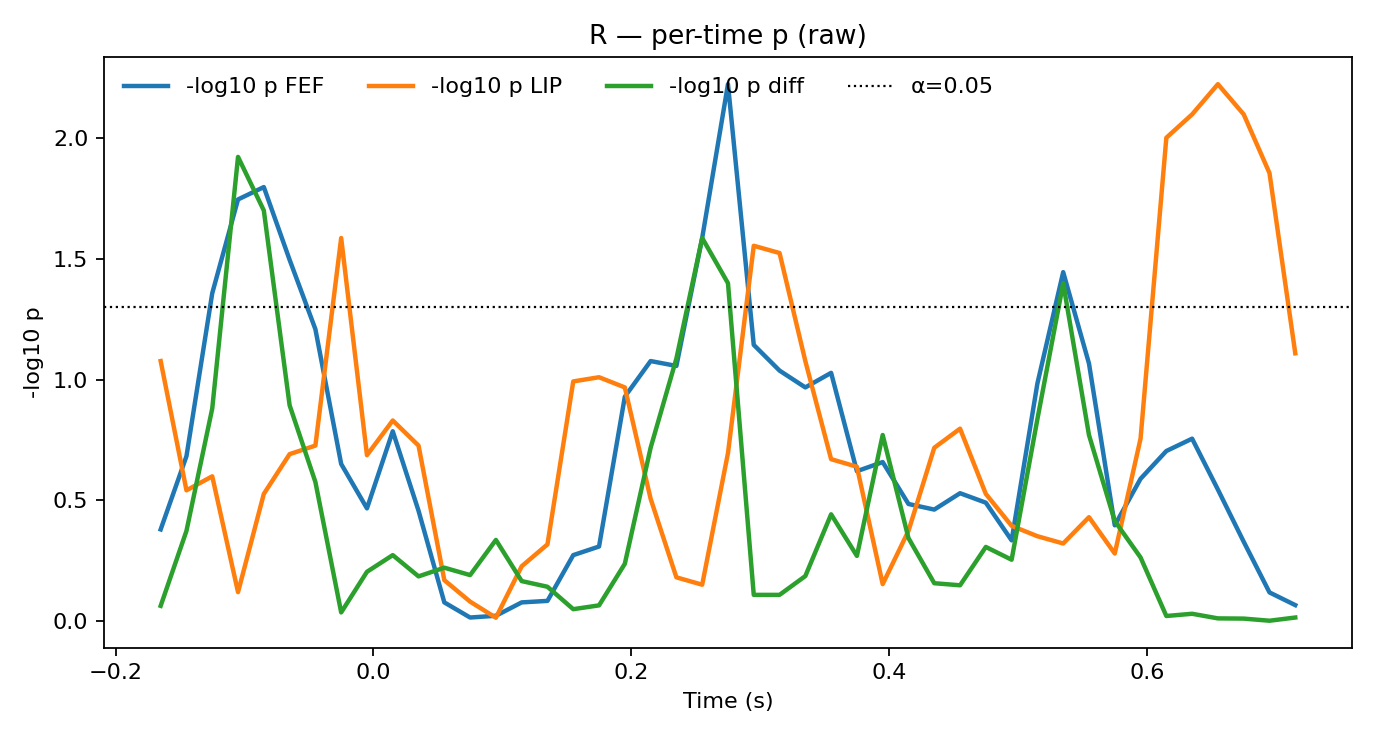 R — per-time p (raw)
-log10 p FEF
-log10 p LIP
-log10 p diff
α=0.05
-log10 p
2.0
1.5
1.0
0.5
0.0
−0.2
0.0
0.2
0.4
0.6
Time (s)